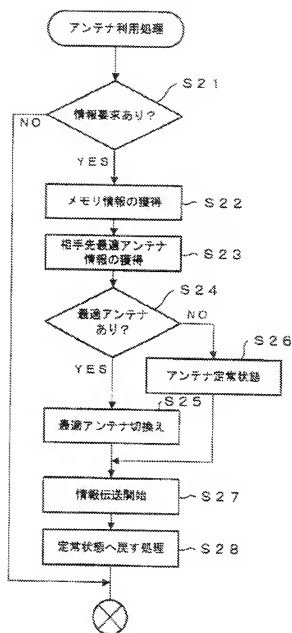 アンテナ利用処理
S21
情報要求あり?
NO
YES
メモリ情報の獲得
S22
相手先最適アンテナ
情報の獲得
S23
S24
最適アンテナ
あり?
NO
S26
YES
アンテナ定常状態
S25
最適アンテナ切換え
情報伝送開始
S27
定常状態へ戻す処理
S28